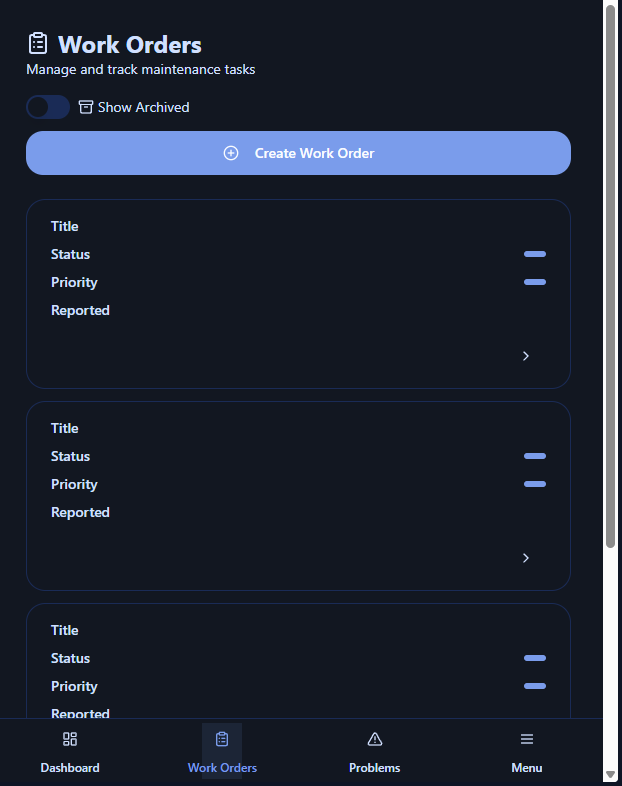 Work Orders
Manage and track maintenance tasks
Show Archived
Create Work Order
Title
Status
Priority
Reported
Title
Status
Priority
Reported
Title
Status
Priority
Reported
Dashboard
Work Orders
Problems
Menu